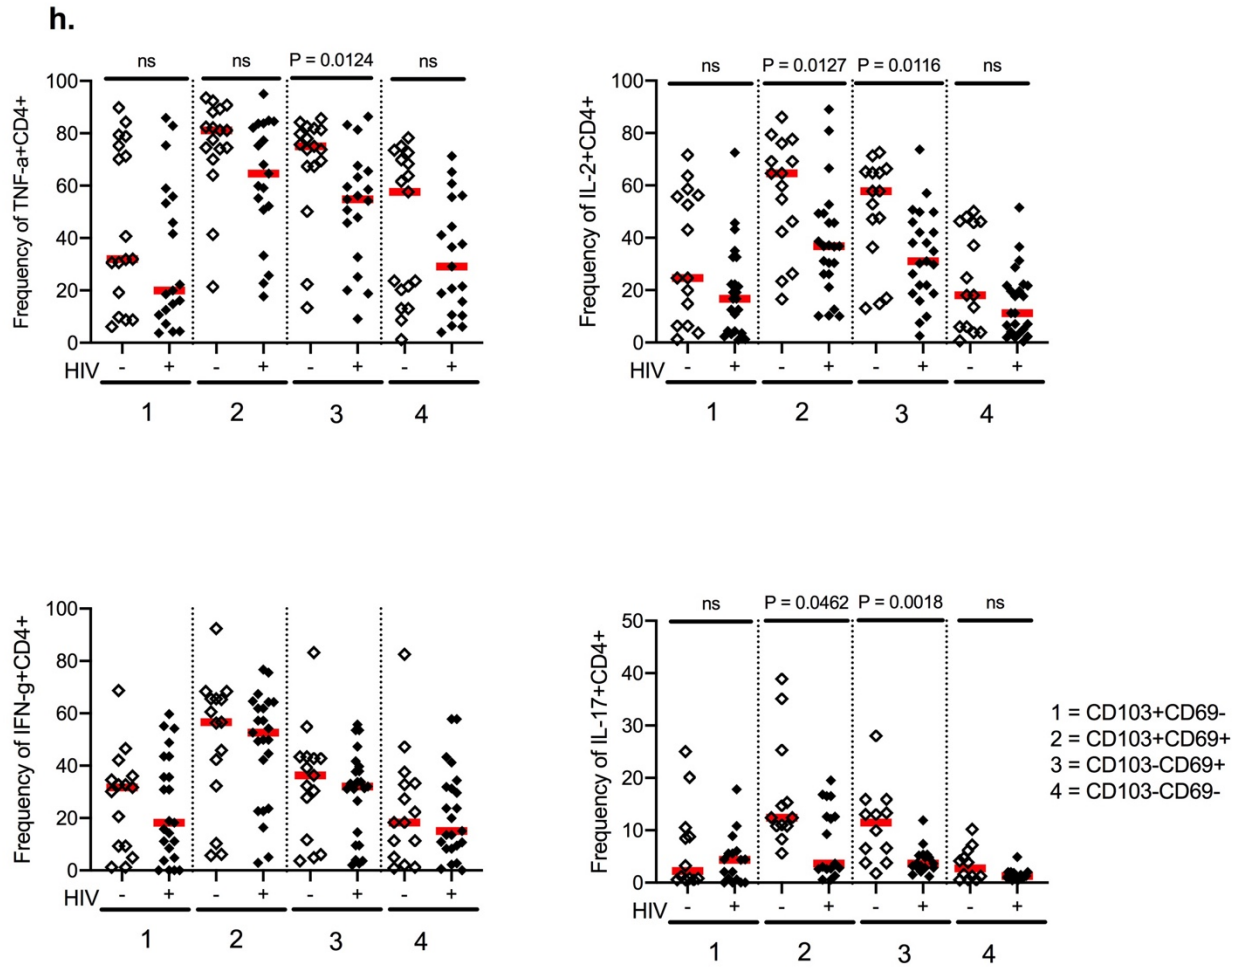 h.
ns ns P = 0.0124 ns
Frequency of TNF-a+CD4+
100
80
60
40
20
0
HIV - + - + - + - +
1 2 3 4
ns P = 0.0127 P = 0.0116 ns
Frequency of IL-2+CD4+
100
80
60
40
20
0
HIV - + - + - + - +
1 2 3 4
Frequency of IFN-g+CD4+
100
80
60
40
20
0
HIV - + - + - + - +
1 2 3 4
ns P = 0.0462 P = 0.0018 ns
Frequency of IL-17+CD4+
50
40
30
20
10
0
HIV - + - + - + - +
1 2 3 4
1 = CD103+CD69-
2 = CD103+CD69+
3 = CD103-CD69+
4 = CD103-CD69-